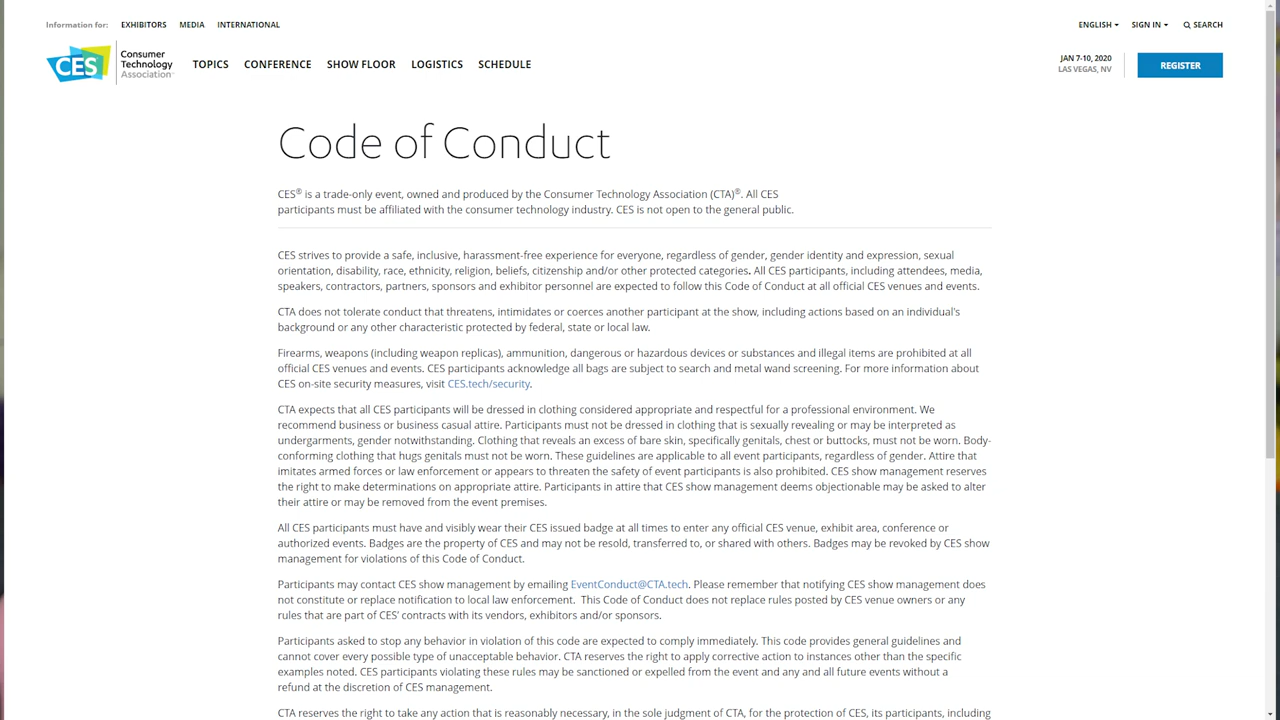 Information for: EXHIBITORS MEDIA INTERNATIONAL ENGLISH SIGN IN SEARCH
CES Consumer Technology Association™ TOPICS CONFERENCE SHOW FLOOR LOGISTICS SCHEDULE JAN 7-10, 2020 LAS VEGAS, NV REGISTER
Code of Conduct
CES® is a trade-only event, owned and produced by the Consumer Technology Association (CTA)®. All CES
participants must be affiliated with the consumer technology industry. CES is not open to the general public.
CES strives to provide a safe, inclusive, harassment-free experience for everyone, regardless of gender, gender identity and expression, sexual
orientation, disability, race, ethnicity, religion, beliefs, citizenship and/or other protected categories. All CES participants, including attendees, media,
speakers, contractors, partners, sponsors and exhibitor personnel are expected to follow this Code of Conduct at all official CES venues and events.
CTA does not tolerate conduct that threatens, intimidates or coerces another participant at the show, including actions based on an individual's
background or any other characteristic protected by federal, state or local law.
Firearms, weapons (including weapon replicas), ammunition, dangerous or hazardous devices or substances and illegal items are prohibited at all
official CES venues and events. CES participants acknowledge all bags are subject to search and metal wand screening. For more information about
CES on-site security measures, visit CES.tech/security.
CTA expects that all CES participants will be dressed in clothing considered appropriate and respectful for a professional environment. We
recommend business or business casual attire. Participants must not be dressed in clothing that is sexually revealing or may be interpreted as
undergarments, gender notwithstanding. Clothing that reveals an excess of bare skin, specifically genitals, chest or buttocks, must not be worn. Body-
conforming clothing that hugs genitals must not be worn. These guidelines are applicable to all event participants, regardless of gender. Attire that
imitates armed forces or law enforcement or appears to threaten the safety of event participants is also prohibited. CES show management reserves
the right to make determinations on appropriate attire. Participants in attire that CES show management deems objectionable may be asked to alter
their attire or may be removed from the event premises.
All CES participants must have and visibly wear their CES issued badge at all times to enter any official CES venue, exhibit area, conference or
authorized events. Badges are the property of CES and may not be resold, transferred to, or shared with others. Badges may be revoked by CES show
management for violations of this Code of Conduct.
Participants may contact CES show management by emailing EventConduct@CTA.tech. Please remember that notifying CES show management does
not constitute or replace notification to local law enforcement. This Code of Conduct does not replace rules posted by CES venue owners or any
rules that are part of CES’ contracts with its vendors, exhibitors and/or sponsors.
Participants asked to stop any behavior in violation of this code are expected to comply immediately. This code provides general guidelines and
cannot cover every possible type of unacceptable behavior. CTA reserves the right to apply corrective action to instances other than the specific
examples noted. CES participants violating these rules may be sanctioned or expelled from the event and any and all future events without a
refund at the discretion of CES management.
CTA reserves the right to take any action that is reasonably necessary, in the sole judgment of CTA, for the protection of CES, its participants, including